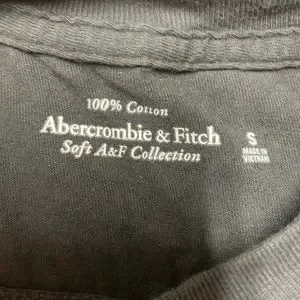 100% Cotton
Abercrombie & Fitch
Soft A&F Collection
S
MADE IN
VIETNAM